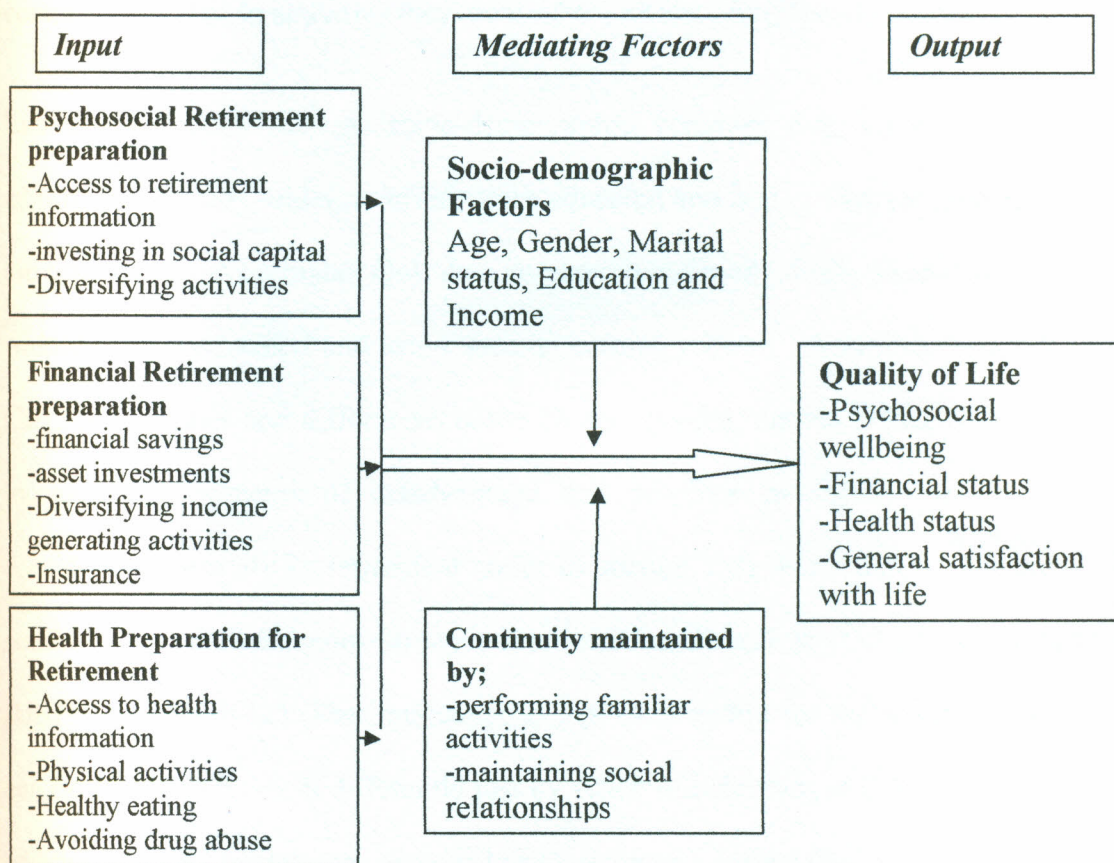 Input
Mediating Factors
Output
Psychosocial Retirement
preparation
-Access to retirement
information
-investing in social capital
-Diversifying activities
Financial Retirement
preparation
-financial savings
-asset investments
-Diversifying income
generating activities
-Insurance
Health Preparation for
Retirement
-Access to health
information
-Physical activities
-Healthy eating
-Avoiding drug abuse
Socio-demographic
Factors
Age, Gender, Marital
status, Education and
Income
Continuity maintained
by;
-performing familiar
activities
-maintaining social
relationships
Quality of Life
-Psychosocial
wellbeing
-Financial status
-Health status
-General satisfaction
with life